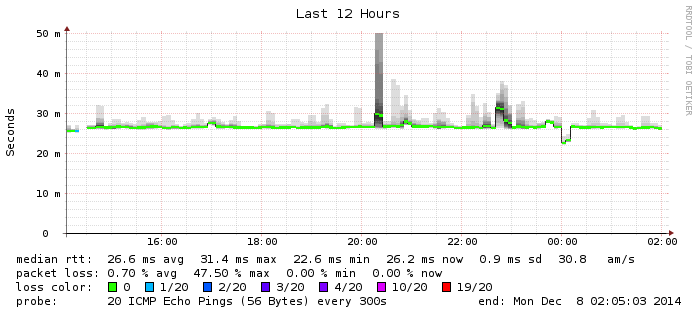 Last 12 Hours
RRDTOOL / TOBI OETIKER
Seconds
50 m
40 m
30 m
20 m
10 m
0
16:00 18:00 20:00 22:00 00:00 02:00
median rtt: 26.6 ms avg 31.4 ms max 22.6 ms min 26.2 ms now 0.9 ms sd 30.8 am/s
packet loss: 0.70 % avg 47.50 % max 0.00 % min 0.00 % now
loss color: 0 1/20 2/20 3/20 4/20 10/20 19/20
probe: 20 ICMP Echo Pings (56 Bytes) every 300s end: Mon Dec 8 02:05:03 2014